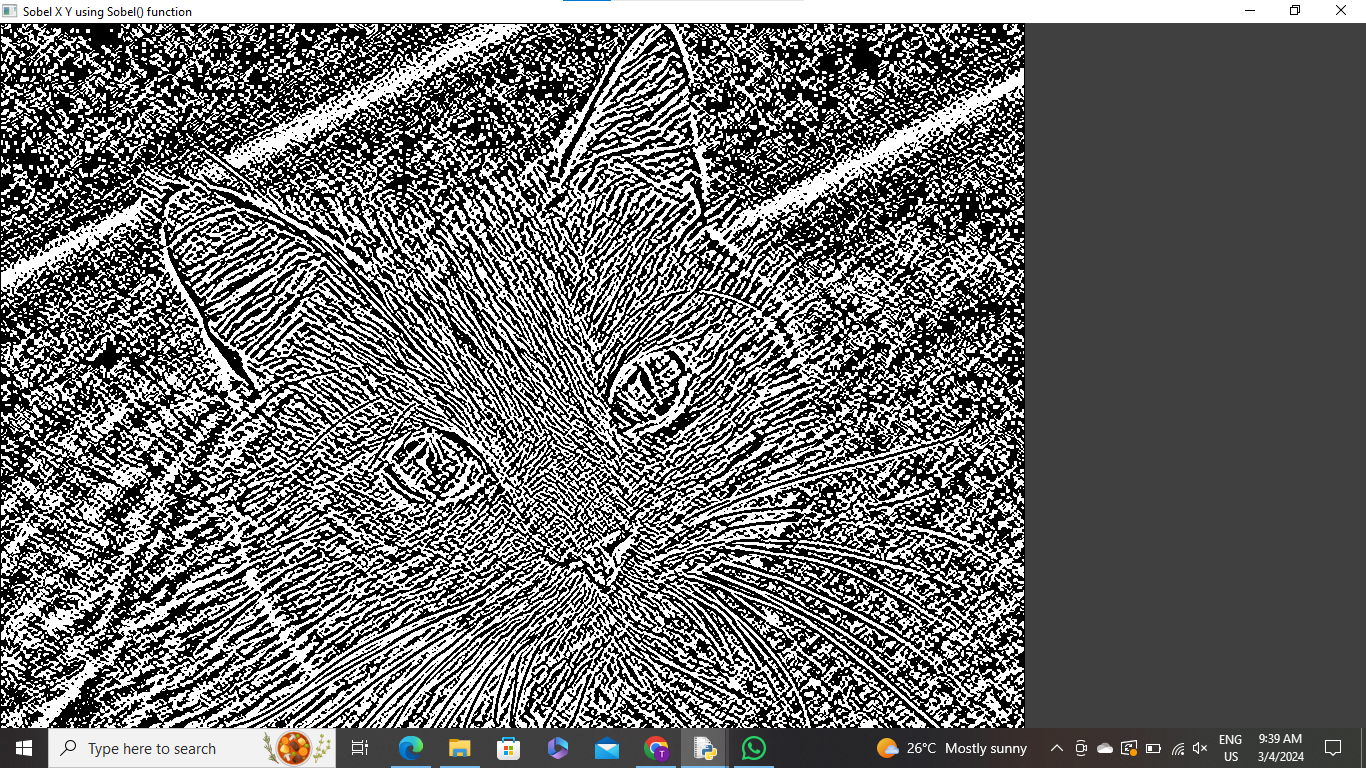 Sobel X Y using Sobel() function
Type here to search
26°C Mostly sunny
ENG
US
9:39 AM
3/4/2024